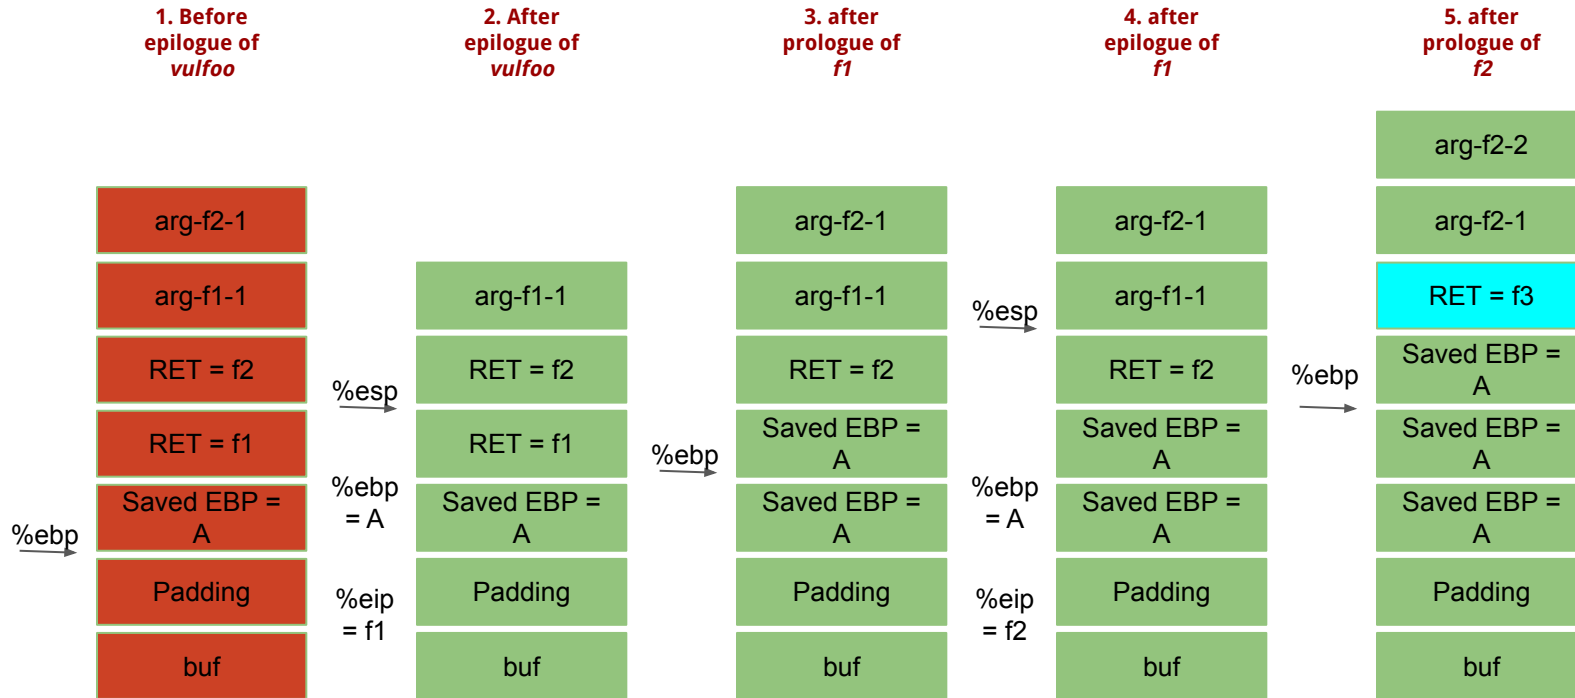 1. Before
epilogue of
vulfoo
2. After
epilogue of
vulfoo
3. after
prologue of
f1
4. after
epilogue of
f1
5. after
prologue of
f2
%ebp
arg-f2-1
arg-f1-1
RET = f2
RET = f1
Saved EBP =
A
Padding
buf
%esp
%ebp
= A
%eip
= f1
arg-f1-1
RET = f2
RET = f1
Saved EBP =
A
Padding
buf
%ebp
arg-f2-1
arg-f1-1
RET = f2
Saved EBP =
A
Saved EBP =
A
Padding
buf
%esp
%ebp
= A
%eip
= f2
arg-f2-1
arg-f1-1
RET = f2
Saved EBP =
A
Saved EBP =
A
Padding
buf
%ebp
arg-f2-2
arg-f2-1
RET = f3
Saved EBP =
A
Saved EBP =
A
Saved EBP =
A
Padding
buf